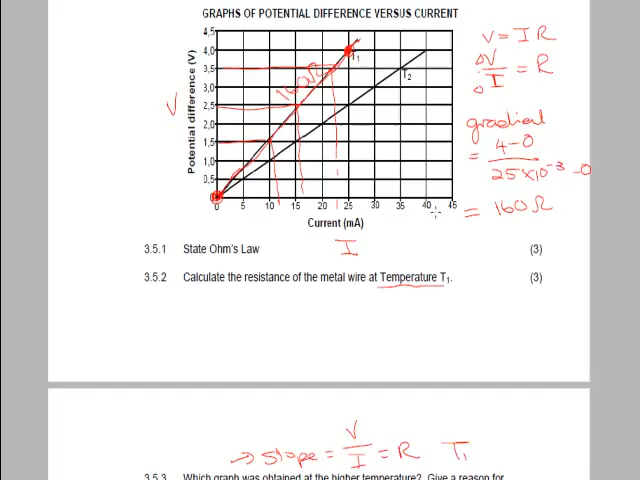 GRAPHS OF POTENTIAL DIFFERENCE VERSUS CURRENT
V = I R
ΔV/ΔI = R
gradial
= 4-0 / 25×10⁻³ -0
= 160Ω
Potential difference (V)
V
4,5
4,0
3,5
3,0
2,5
2,0
1,5
1,0
0,5
0
160Ω
T₁
T₂
0 5 10 15 20 25 30 35 40 45
Current (mA)
I
3.5.1 State Ohm's Law (3)
3.5.2 Calculate the resistance of the metal wire at Temperature T₁. (3)
→ slope = V/I = R T₁
3.5.3 Which graph was obtained at the higher temperature? Give a reason for